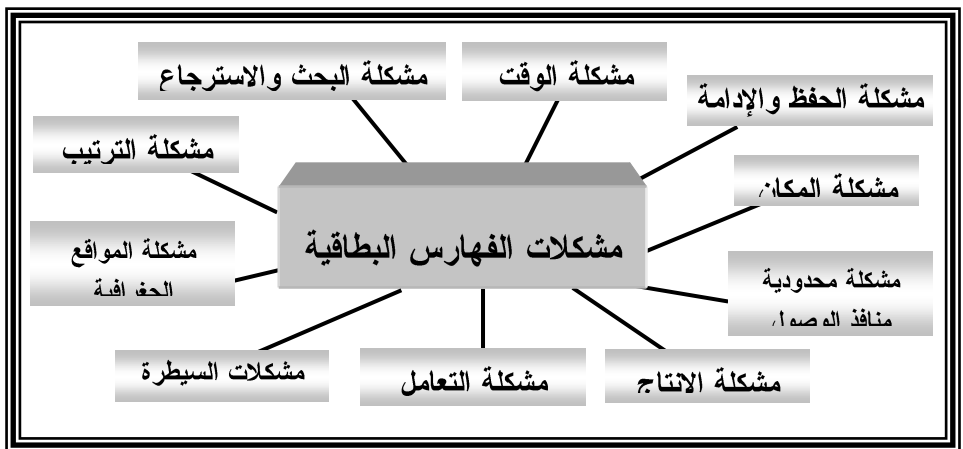 مشكلة الوقت
مشكلة البحث والاسترجاع
مشكلة الحفظ والإدامة
مشكلة الترتيب
مشكلة المكان
مشكلات الفهارس البطاقية
مشكلة المواقع
الجغرافية
مشكلة محدودية
منافذ الوصول
مشكلات السيطرة
مشكلة التعامل
مشكلة الانتاج